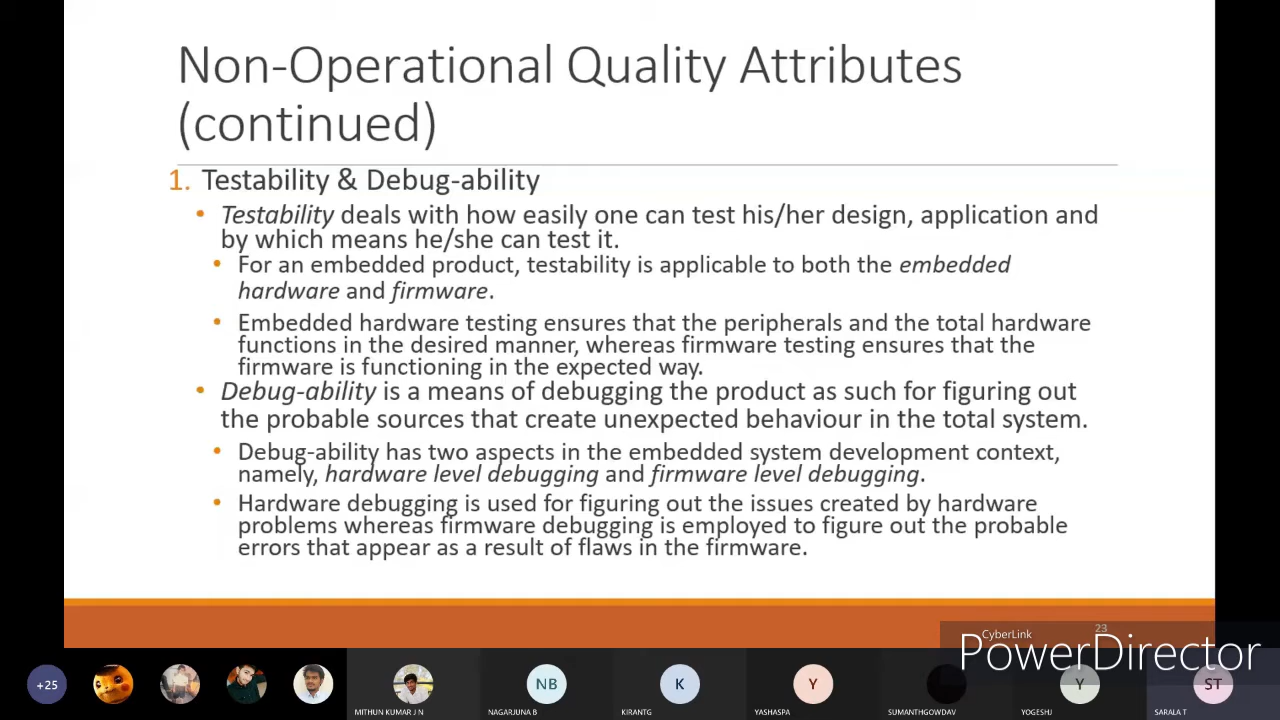 Non-Operational Quality Attributes
(continued)
1. Testability & Debug-ability
• Testability deals with how easily one can test his/her design, application and
by which means he/she can test it.
• For an embedded product, testability is applicable to both the embedded
hardware and firmware.
• Embedded hardware testing ensures that the peripherals and the total hardware
functions in the desired manner, whereas firmware testing ensures that the
firmware is functioning in the expected way.
• Debug-ability is a means of debugging the product as such for figuring out
the probable sources that create unexpected behaviour in the total system.
• Debug-ability has two aspects in the embedded system development context,
namely, hardware level debugging and firmware level debugging.
• Hardware debugging is used for figuring out the issues created by hardware
problems whereas firmware debugging is employed to figure out the probable
errors that appear as a result of flaws in the firmware.
23
CyberLink
PowerDirector
+25
NB
K
Y
Y
ST
MITHUN KUMAR J N
NAGARJUNA B
KIRANTG
YASHASPA
SUMANTHGOWDAV
YOGESHJ
SARALA T